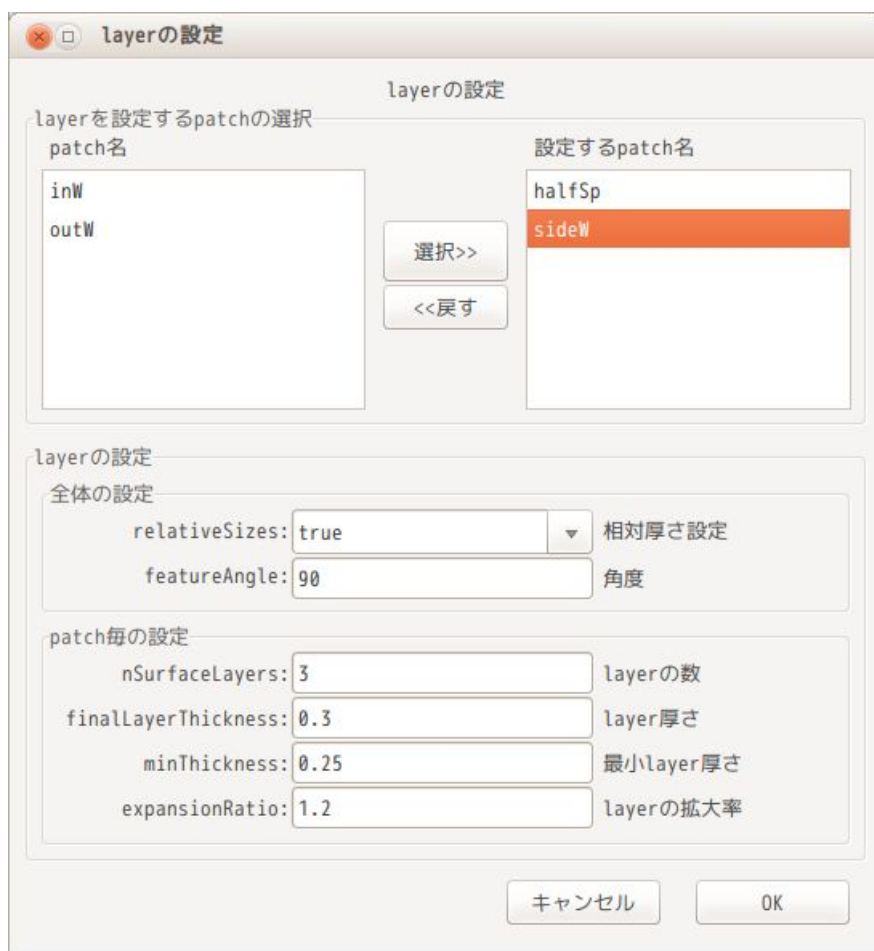 layerの設定
layerの設定
layerを設定するpatchの選択
patch名
設定するpatch名
inW
outW
halfSp
sideW
選択>>
<<戻す
layerの設定
全体の設定
relativeSizes: true 相対厚さ設定
featureAngle: 90 角度
patch毎の設定
nSurfaceLayers: 3 layerの数
finalLayerThickness: 0.3 layer厚さ
minThickness: 0.25 最小layer厚さ
expansionRatio: 1.2 layerの拡大率
キャンセル
OK